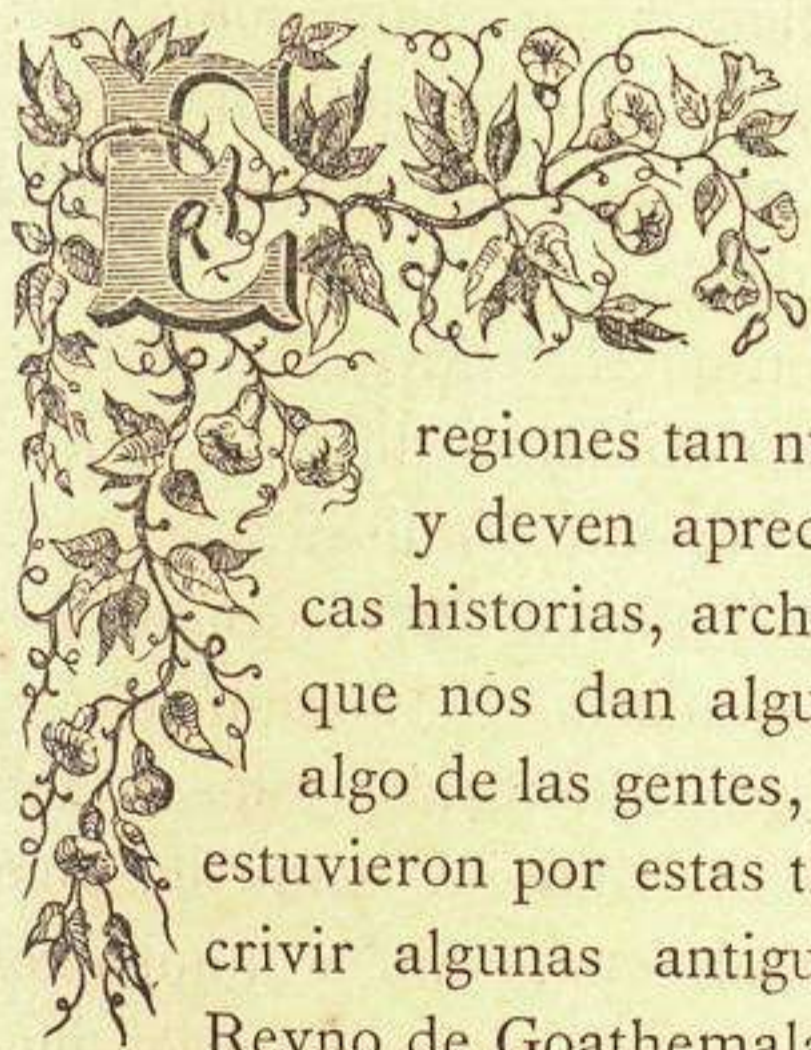 E
regiones tan
y deven
cas historias,
que nos dan
algo de las gentes,
estuvieron por estas
crivir algunas
Reyno de Goathemala